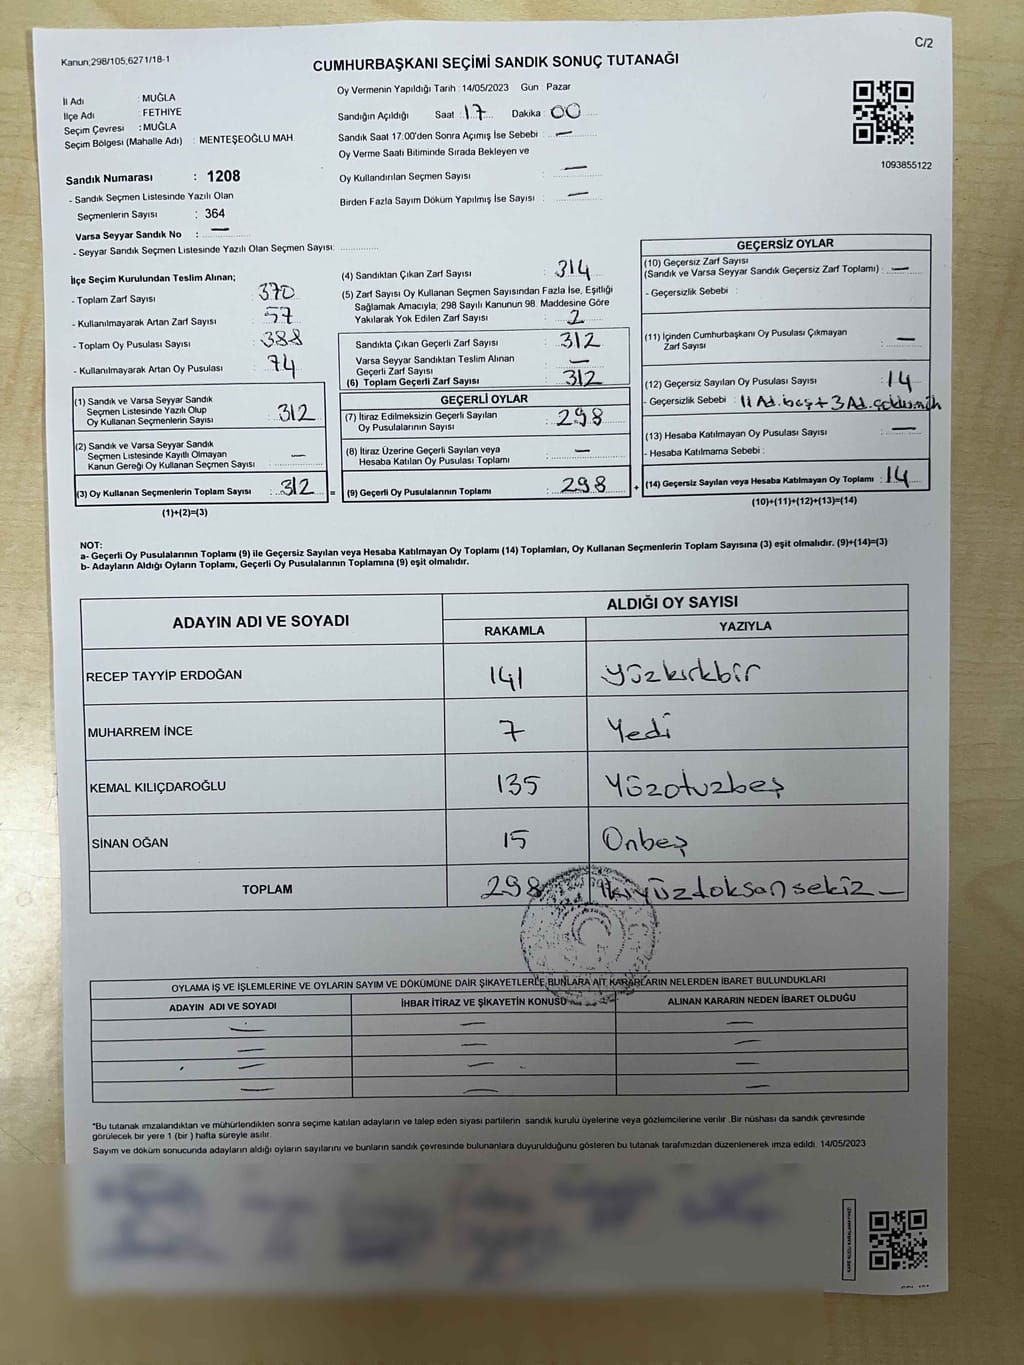 C/2
Kanun;298/105;6271/18-1
CUMHURBAŞKANI SEÇİMİ SANDIK SONUÇ TUTANAĞI
İl Adı : MUĞLA
İlçe Adı : FETHİYE
Seçim Çevresi : MUĞLA
Seçim Bölgesi (Mahalle Adı) : MENTEŞEOĞLU MAH.
Sandık Numarası : 1208
- Sandık Seçmen Listesinde Yazılı Olan
Seçmenlerin Sayısı : 364
Varsa Seyyar Sandık No : —
- Seyyar Sandık Seçmen Listesinde Yazılı Olan Seçmen Sayısı:
Oy Vermenin Yapıldığı Tarih : 14/05/2023 Gün : Pazar
Sandığın Açıldığı Saat : 17 Dakika : 00
Sandık Saat 17:00'den Sonra Açımış İse Sebebi : —
Oy Verme Saati Bitiminde Sırada Bekleyen ve
Oy Kullandırılan Seçmen Sayısı : —
Birden Fazla Sayım Döküm Yapılmış İse Sayısı : —
1093855122
İlçe Seçim Kurulundan Teslim Alınan;
- Toplam Zarf Sayısı 370
- Kullanılmayarak Artan Zarf Sayısı : 57
- Toplam Oy Pusulası Sayısı : 388
- Kullanılmayarak Artan Oy Pusulası 74
(1) Sandık ve Varsa Seyyar Sandık
Seçmen Listesinde Yazılı Olup
Oy Kullanan Seçmenlerin Sayısı : 312
(2) Sandık ve Varsa Seyyar Sandık
Seçmen Listesinde Kayıtlı Olmayan
Kanun Gereği Oy Kullanan Seçmen Sayısı : —
(3) Oy Kullanan Seçmenlerin Toplam Sayısı : 312
(1)+(2)=(3)
=
(4) Sandıktan Çıkan Zarf Sayısı : 314
(5) Zarf Sayısı Oy Kullanan Seçmen Sayısından Fazla İse, Eşitliği
Sağlamak Amacıyla; 298 Sayılı Kanunun 98. Maddesine Göre
Yakılarak Yok Edilen Zarf Sayısı : 2
Sandıkta Çıkan Geçerli Zarf Sayısı : 312
Varsa Seyyar Sandıktan Teslim Alınan
Geçerli Zarf Sayısı : —
(6) Toplam Geçerli Zarf Sayısı : 312
GEÇERLİ OYLAR
(7) İtiraz Edilmeksizin Geçerli Sayılan
Oy Pusulalarının Sayısı : 298
(8) İtiraz Üzerine Geçerli Sayılan veya
Hesaba Katılan Oy Pusulası Toplamı : —
(9) Geçerli Oy Pusulalarının Toplamı : 298
+
GEÇERSİZ OYLAR
(10) Geçersiz Zarf Sayısı
(Sandık ve Varsa Seyyar Sandık Geçersiz Zarf Toplamı) : —
- Geçersizlik Sebebi :
(11) İçinden Cumhurbaşkanı Oy Pusulası Çıkmayan
Zarf Sayısı : —
(12) Geçersiz Sayılan Oy Pusulası Sayısı : 14
- Geçersizlik Sebebi : 11 Ad. boş + 3 Ad.
(13) Hesaba Katılmayan Oy Pusulası Sayısı : —
- Hesaba Katılmama Sebebi :
(14) Geçersiz Sayılan veya Hesaba Katılmayan Oy Toplamı : 14
(10)+(11)+(12)+(13)=(14)
NOT:
a- Geçerli Oy Pusulalarının Toplamı (9) ile Geçersiz Sayılan veya Hesaba Katılmayan Oy Toplamı (14) Toplamları, Oy Kullanan Seçmenlerin Toplam Sayısına (3) eşit olmalıdır. (9)+(14)=(3)
b- Adayların Aldığı Oyların Toplamı, Geçerli Oy Pusulalarının Toplamına (9) eşit olmalıdır.
ADAYIN ADI VE SOYADI ALDIĞI OY SAYISI
RAKAMLA YAZIYLA
RECEP TAYYİP ERDOĞAN 141 Yüzkırkbir
MUHARREM İNCE 7 Yedi
KEMAL KILIÇDAROĞLU 135 Yüzotuzbeş
SİNAN OĞAN 15 Onbeş
TOPLAM 298 İkiyüzdoksansekiz —
OYLAMA İŞ VE İŞLEMLERİNE VE OYLARIN SAYIM VE DÖKÜMÜNE DAİR ŞİKAYETLERLE BUNLARA AİT KARARLARIN NELERDEN İBARET BULUNDUKLARI
ADAYIN ADI VE SOYADI İHBAR İTİRAZ VE ŞİKAYETİN KONUSU ALINAN KARARIN NEDEN İBARET OLDUĞU
— — —
— — —
— — —
— — —
*Bu tutanak imzalandıktan ve mühürlendikten sonra seçime katılan adayların ve talep eden siyasi partilerin sandık kurulu üyelerine veya gözlemcilerine verilir .Bir nüshası da sandık çevresinde
görülecek bir yere 1 (bir ) hafta süreyle asılır.
Sayım ve döküm sonucunda adayların aldığı oyların sayılarını ve bunların sandık çevresinde bulunanlara duyurulduğunu gösteren bu tutanak tarafımızdan düzenlenerek imza edildi. 14/05/2023